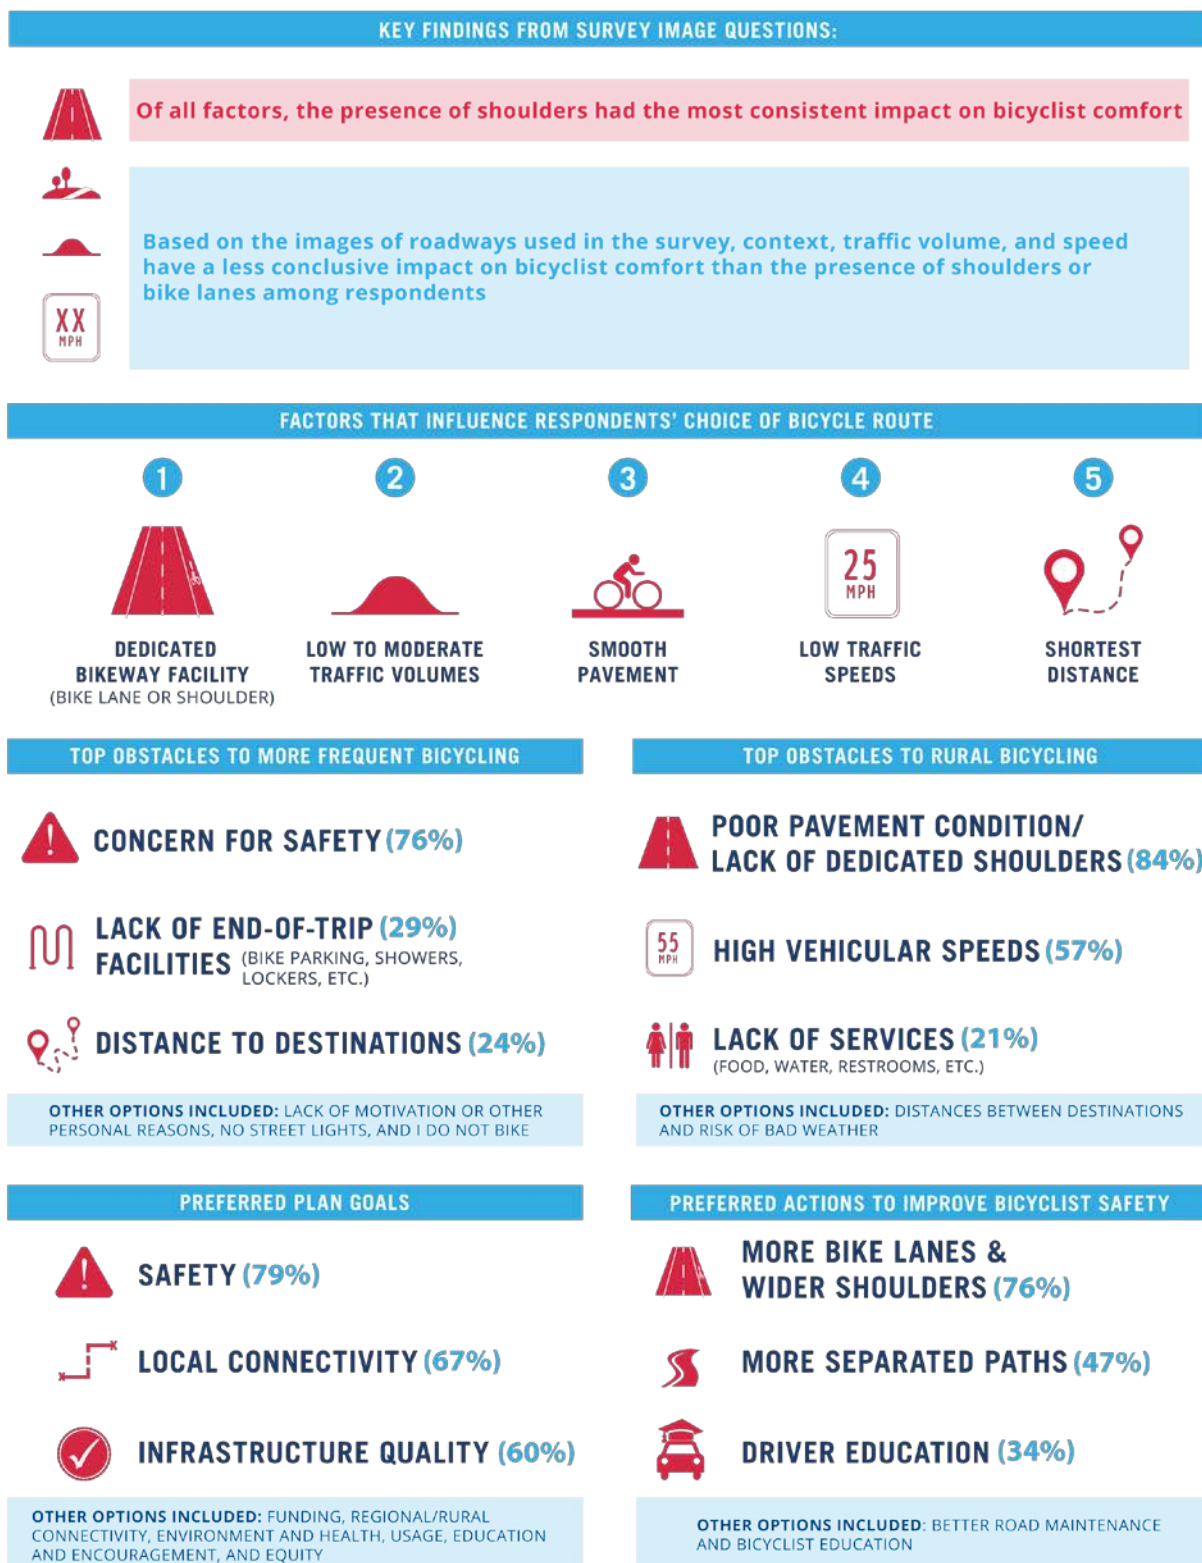 KEY FINDINGS FROM SURVEY IMAGE QUESTIONS:
Of all factors, the presence of shoulders had the most consistent impact on bicyclist comfort
Based on the images of roadways used in the survey, context, traffic volume, and speed
have a less conclusive impact on bicyclist comfort than the presence of shoulders or
bike lanes among respondents
XX
MPH
FACTORS THAT INFLUENCE RESPONDENTS' CHOICE OF BICYCLE ROUTE
1
2
3
4
5
25
MPH
DEDICATED
BIKEWAY FACILITY
(BIKE LANE OR SHOULDER)
LOW TO MODERATE
TRAFFIC VOLUMES
SMOOTH
PAVEMENT
LOW TRAFFIC
SPEEDS
SHORTEST
DISTANCE
TOP OBSTACLES TO MORE FREQUENT BICYCLING
CONCERN FOR SAFETY (76%)
LACK OF END-OF-TRIP (29%)
FACILITIES (BIKE PARKING, SHOWERS,
LOCKERS, ETC.)
DISTANCE TO DESTINATIONS (24%)
OTHER OPTIONS INCLUDED: LACK OF MOTIVATION OR OTHER
PERSONAL REASONS, NO STREET LIGHTS, AND I DO NOT BIKE
TOP OBSTACLES TO RURAL BICYCLING
POOR PAVEMENT CONDITION/
LACK OF DEDICATED SHOULDERS (84%)
55
MPH
HIGH VEHICULAR SPEEDS (57%)
LACK OF SERVICES (21%)
(FOOD, WATER, RESTROOMS, ETC.)
OTHER OPTIONS INCLUDED: DISTANCES BETWEEN DESTINATIONS
AND RISK OF BAD WEATHER
PREFERRED PLAN GOALS
SAFETY (79%)
LOCAL CONNECTIVITY (67%)
INFRASTRUCTURE QUALITY (60%)
OTHER OPTIONS INCLUDED: FUNDING, REGIONAL/RURAL
CONNECTIVITY, ENVIRONMENT AND HEALTH, USAGE, EDUCATION
AND ENCOURAGEMENT, AND EQUITY
PREFERRED ACTIONS TO IMPROVE BICYCLIST SAFETY
MORE BIKE LANES &
WIDER SHOULDERS (76%)
MORE SEPARATED PATHS (47%)
DRIVER EDUCATION (34%)
OTHER OPTIONS INCLUDED: BETTER ROAD MAINTENANCE
AND BICYCLIST EDUCATION